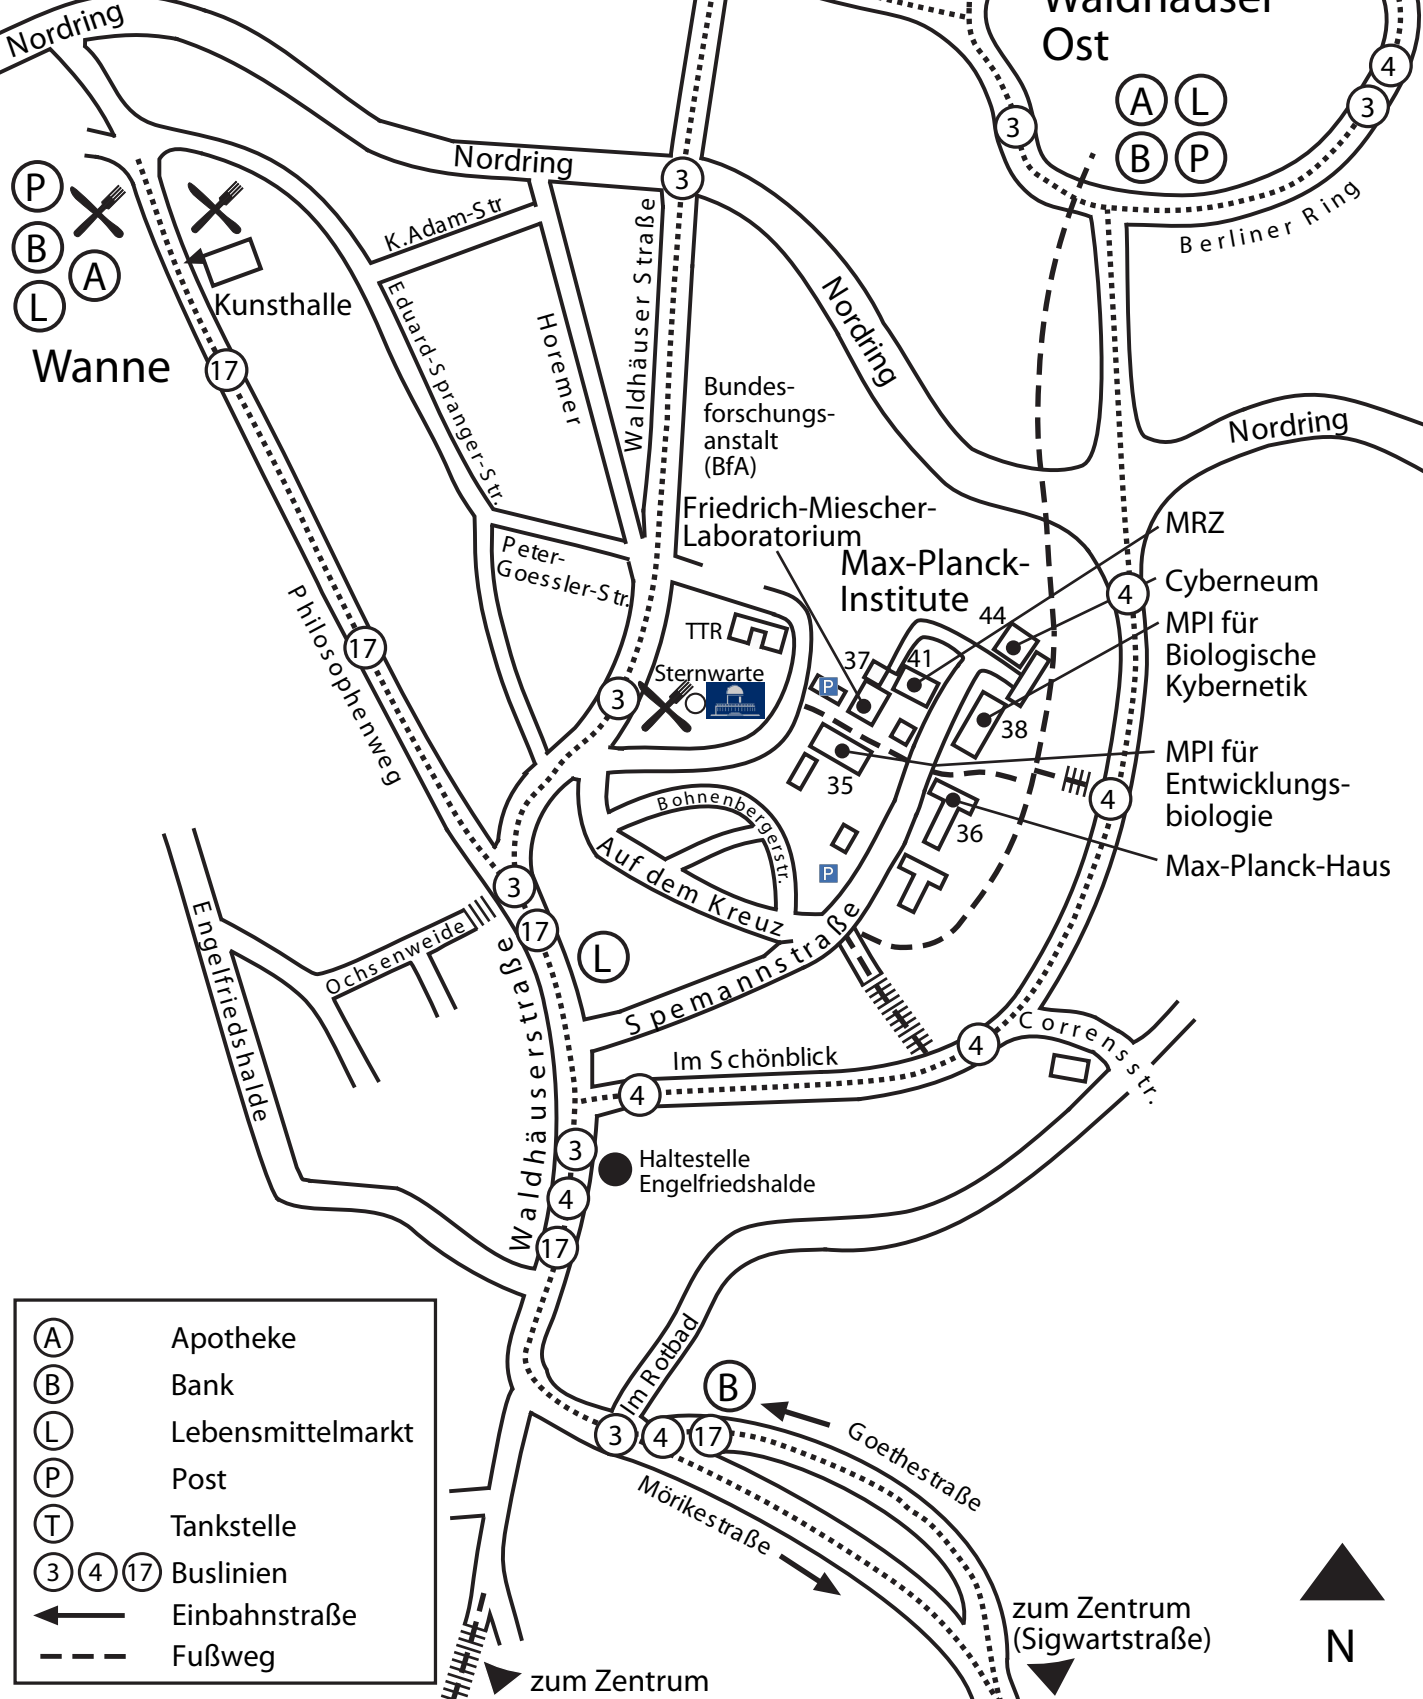 Nordring
Waldhäuser
Ost
4
3
3
A
L
B
P
Nordring
3
P
B
A
L
K.Adam-Str
Berliner Ring
Kunsthalle
Wanne
17
Eduard-Spranger-Str.
Horemer
Waldhäuser Straße
Nordring
Nordring
Bundes-
forschungs-
anstalt
(BfA)
Friedrich-Miescher-
Laboratorium
Max-Planck-
Institute
MRZ
Cyberneum
4
MPI für
Biologische
Kybernetik
Peter-
Goessler-Str.
Philosophenweg
17
TTR
Sternwarte
3
P
37
41
44
38
35
36
MPI für
Entwicklungs-
biologie
4
Max-Planck-Haus
Bohnenbergerstr.
Auf dem Kreuz
P
3
17
L
Ochsenweide
Engelfriedshalde
Waldhäuserstraße
Spemannstraße
Im Schönblick
4
4
Corrensstr.
3
4
17
Haltestelle
Engelfriedshalde
Im Rotbad
B
3
4
17
Goethestraße
Mörikestraße
A Apotheke
B Bank
L Lebensmittelmarkt
P Post
T Tankstelle
3 4 17 Buslinien
Einbahnstraße
Fußweg
zum Zentrum
zum Zentrum
(Sigwartstraße)
N